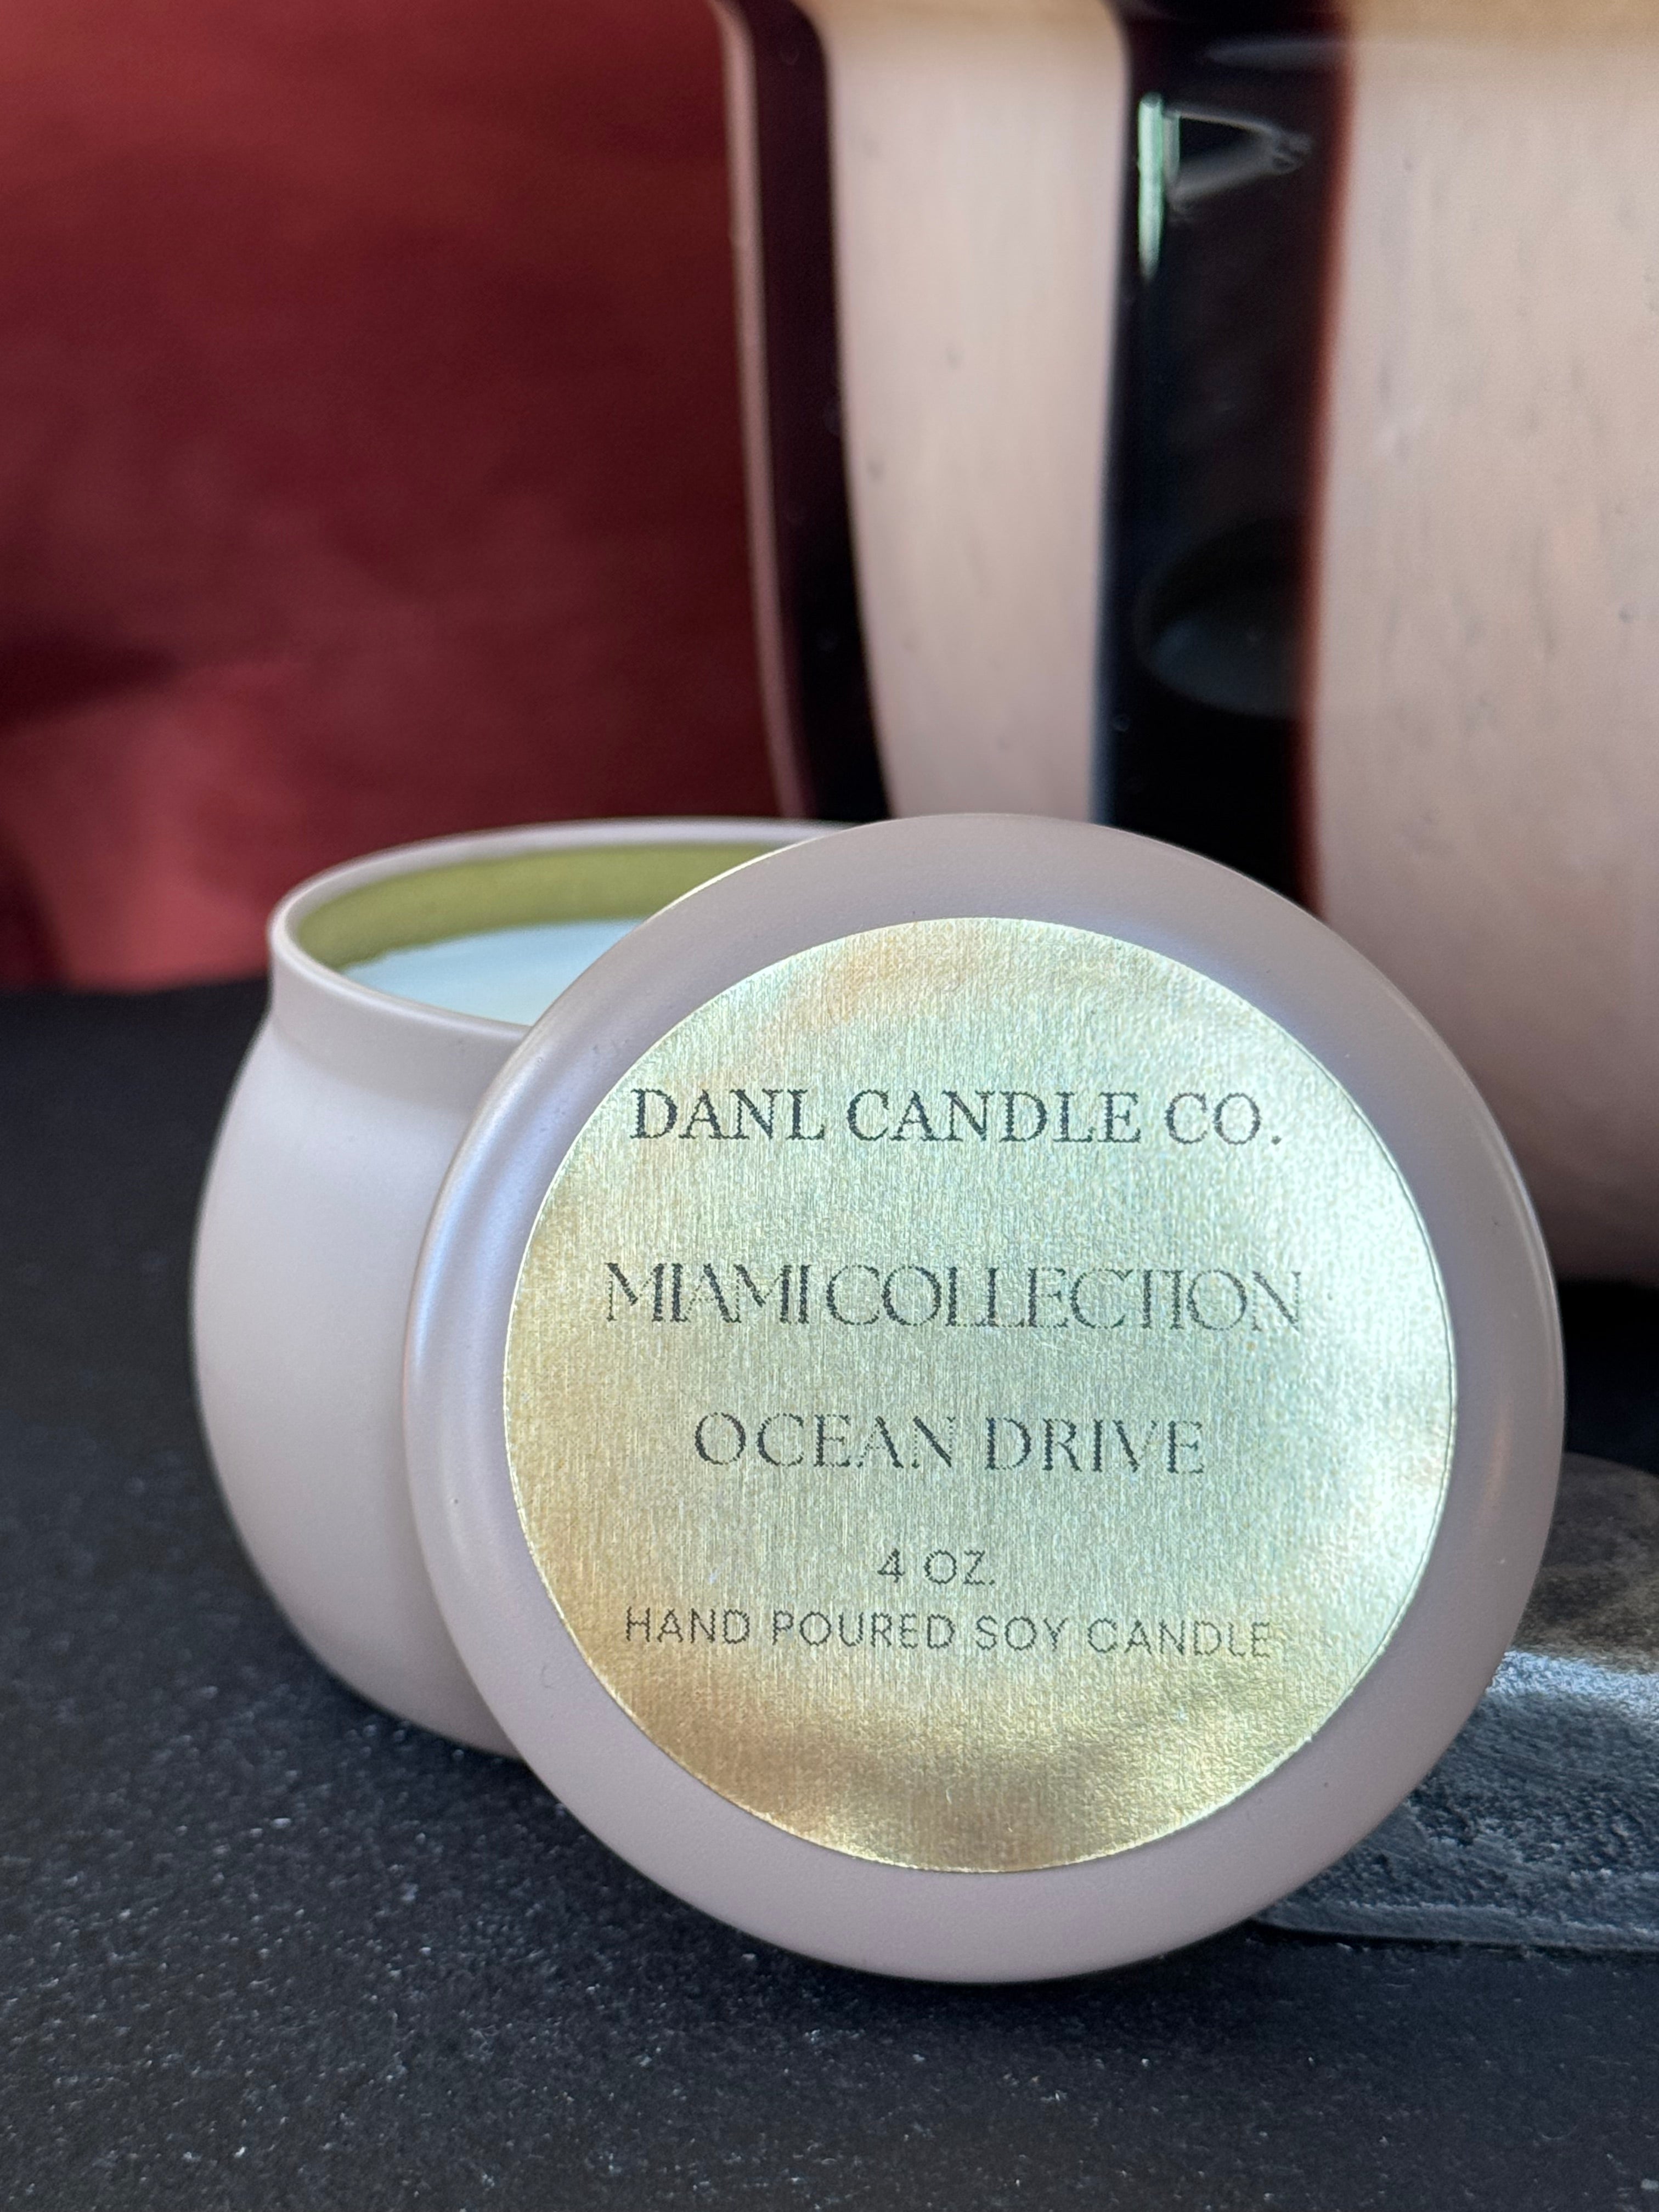 DANL CANDLE CO.
MIAMI COLLECTION
OCEAN DRIVE
4 OZ.
HAND POURED SOY CANDLE